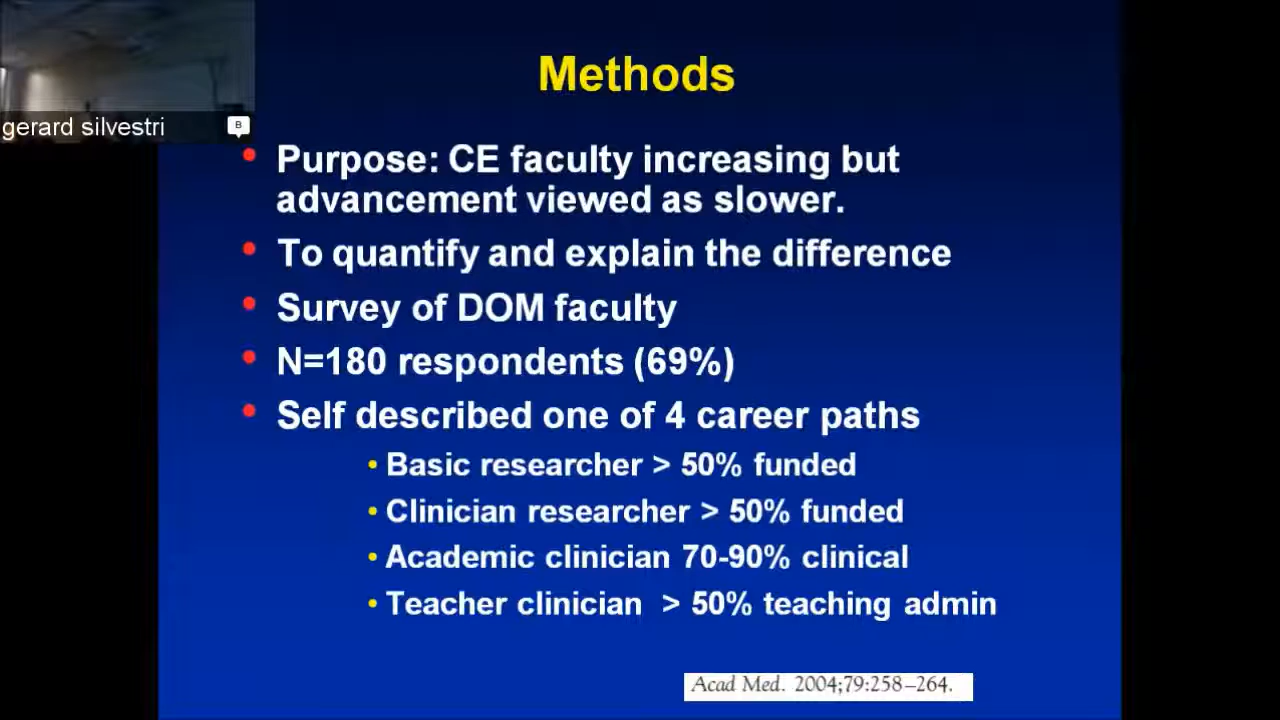 Methods
gerard silvestri
B
• Purpose: CE faculty increasing but
advancement viewed as slower.
• To quantify and explain the difference
• Survey of DOM faculty
• N=180 respondents (69%)
• Self described one of 4 career paths
• Basic researcher > 50% funded
• Clinician researcher > 50% funded
• Academic clinician 70-90% clinical
• Teacher clinician > 50% teaching admin
Acad Med. 2004;79:258–264.